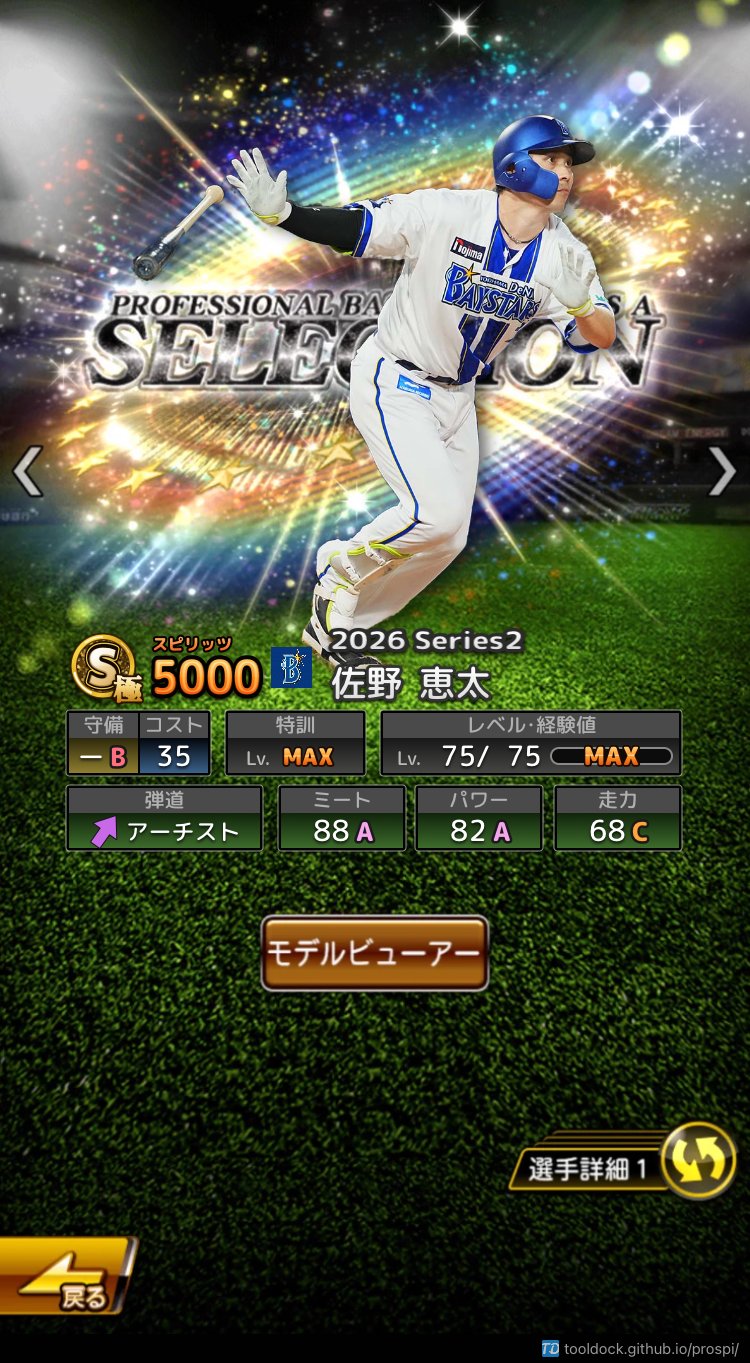 nojima
YOKOHAMA DeNA
BAYSTARS
PROFESSIONAL BA S A
SELECTION
S極
スピリッツ
5000
B
2026 Series2
佐野 恵太
守備 コスト 特訓 レベル・経験値
一 B 35 Lv. MAX Lv. 75/ 75 MAX
弾道 ミート パワー 走力
アーチスト 88 A 82 A 68 C
モデルビューアー
選手詳細 1
戻る
TD tooldock.github.io/prospi/